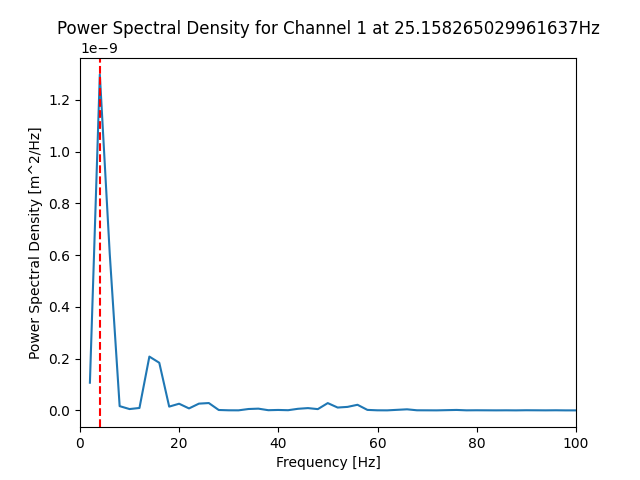 Power Spectral Density for Channel 1 at 25.158265029961637Hz
1e−9
1.2
1.0
0.8
0.6
0.4
0.2
0.0
Power Spectral Density [m^2/Hz]
0 20 40 60 80 100
Frequency [Hz]